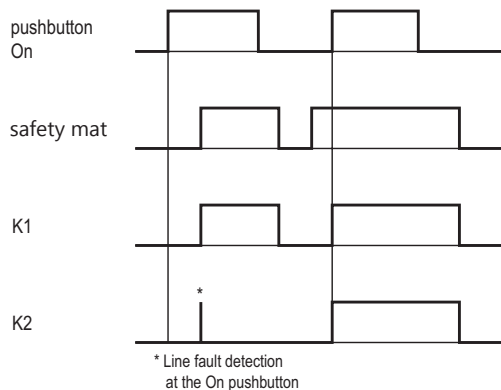 pushbutton
On
safety mat
K1
*
K2
* Line fault detection
at the On pushbutton